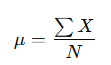 μ = ∑ X / N